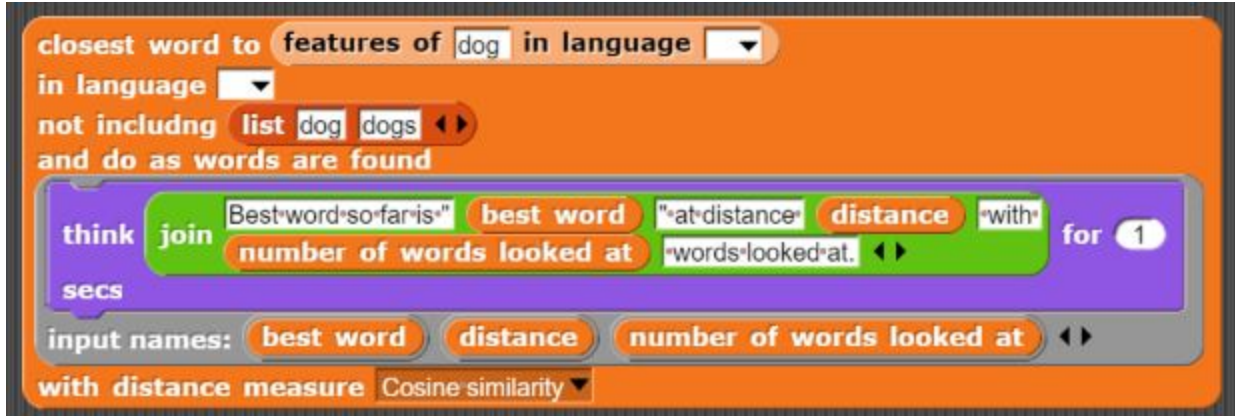 closest word to features of dog in language
in language
not includng list dog dogs
and do as words are found
think join Best word so far is " best word " at distance distance with
number of words looked at words looked at. for 1
secs
input names: best word distance number of words looked at
with distance measure Cosine similarity